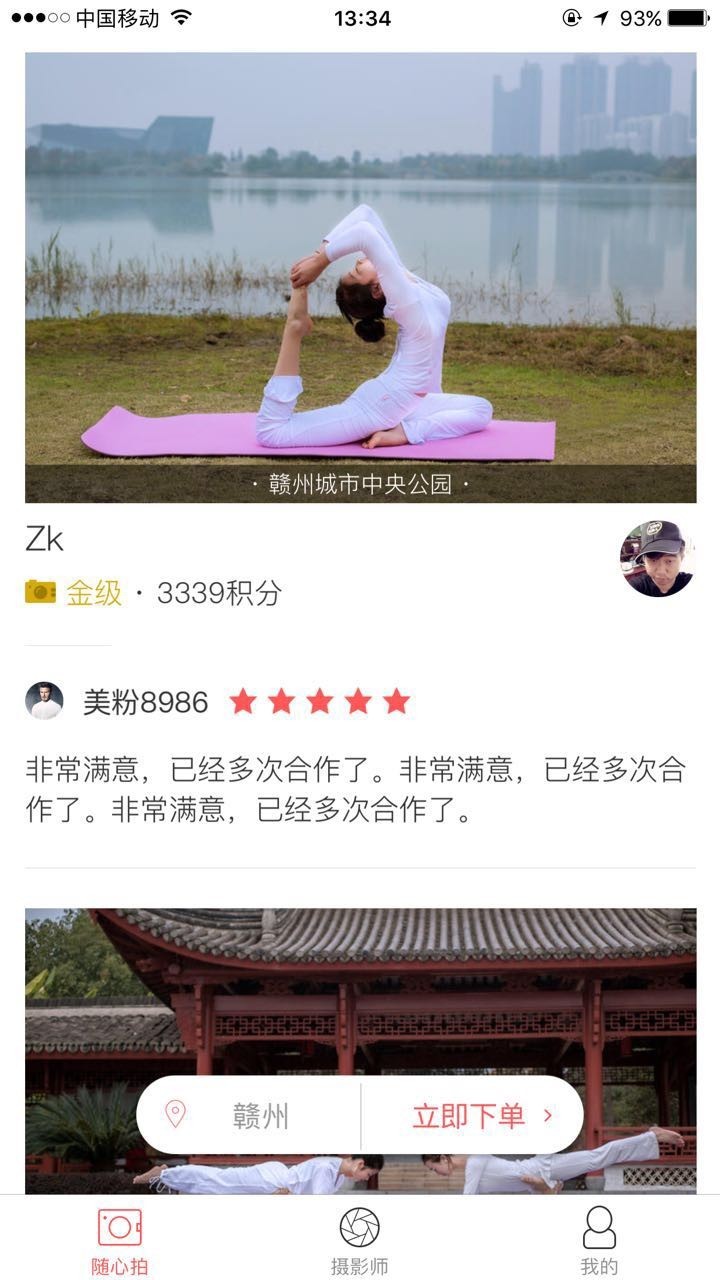 中国移动
13:34
93%
· 赣州城市中央公园 ·
Zk
金级 · 3339积分
美粉8986
非常满意，已经多次合作了。非常满意，已经多次合
作了。非常满意，已经多次合作了。
赣州
立即下单 ›
随心拍
摄影师
我的